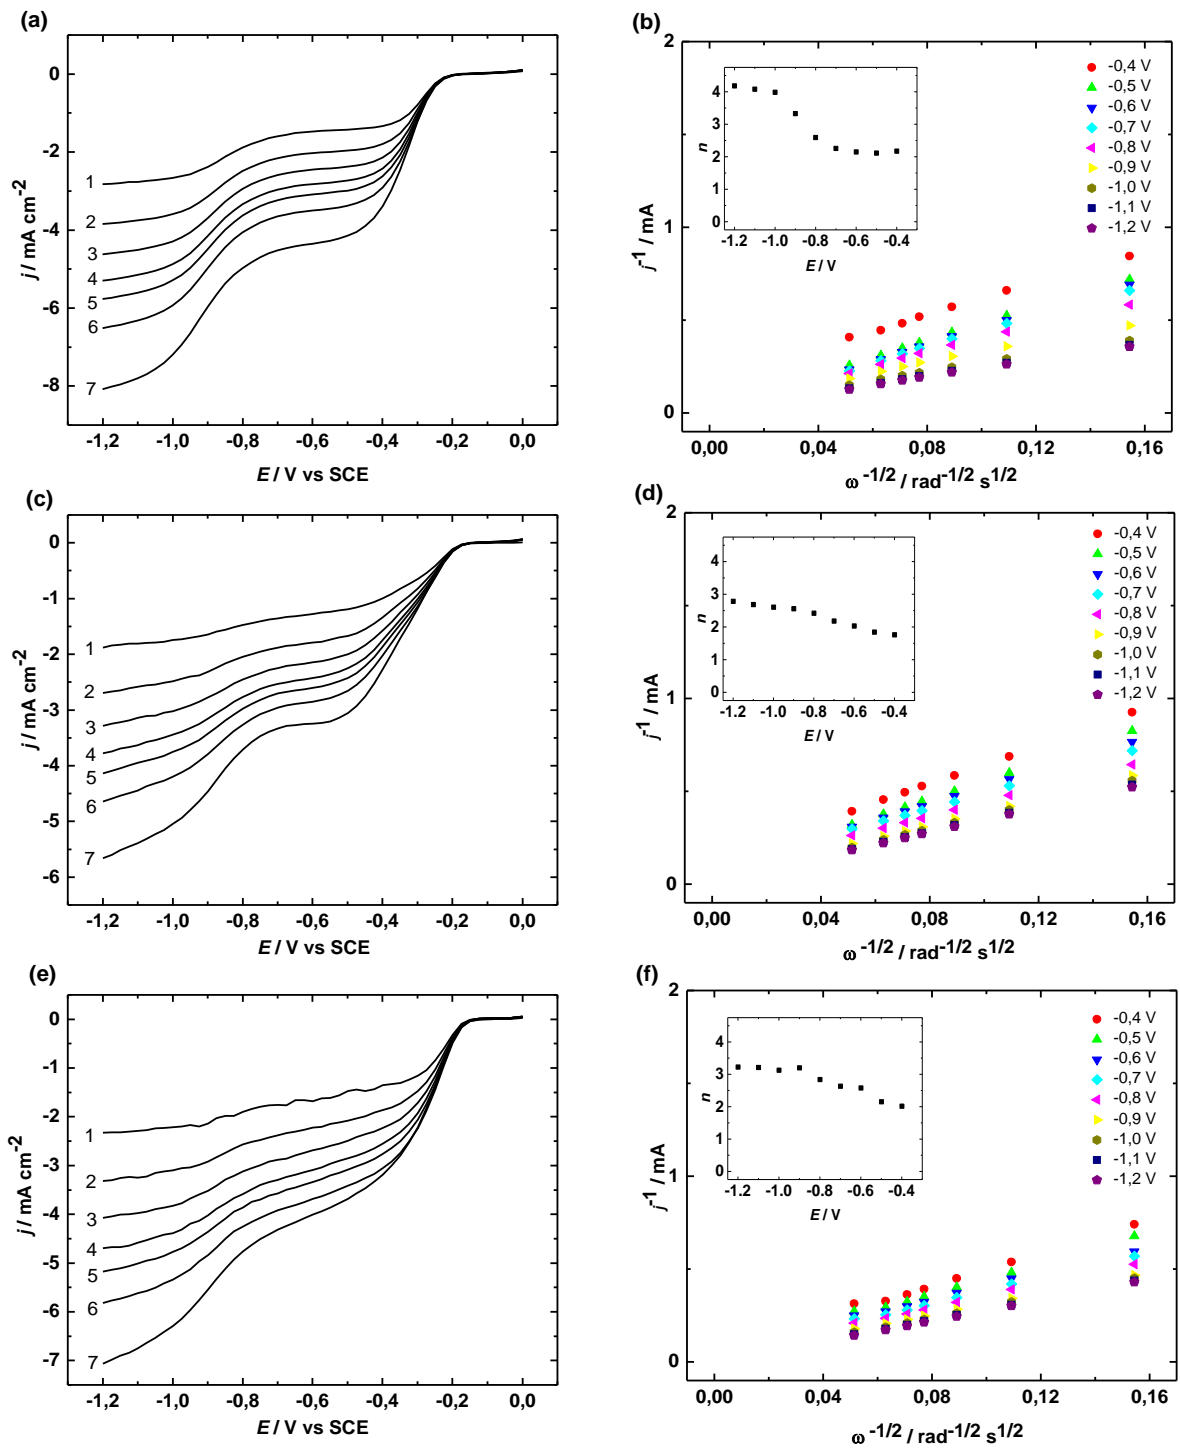 (a)
0
-2
-4
-6
-8
j / mA cm-2
1
2
3
4
5
6
7
-1,2 -1,0 -0,8 -0,6 -0,4 -0,2 0,0
E / V vs SCE
(b)
2
1
0
j-1 / mA
4
3
2
1
0
n
-1.2 -1.0 -0.8 -0.6 -0.4
E / V
-0,4 V
-0,5 V
-0,6 V
-0,7 V
-0,8 V
-0,9 V
-1,0 V
-1,1 V
-1,2 V
0,00 0,04 0,08 0,12 0,16
ω -1/2 / rad-1/2 s1/2
(c)
0
-1
-2
-3
-4
-5
-6
j / mA cm-2
1
2
3
4
5
6
7
-1,2 -1,0 -0,8 -0,6 -0,4 -0,2 0,0
E / V vs SCE
(d)
2
1
0
j-1 / mA
4
3
2
1
0
n
-1.2 -1.0 -0.8 -0.6 -0.4
E / V
-0,4 V
-0,5 V
-0,6 V
-0,7 V
-0,8 V
-0,9 V
-1,0 V
-1,1 V
-1,2 V
0,00 0,04 0,08 0,12 0,16
ω -1/2 / rad-1/2 s1/2
(e)
0
-1
-2
-3
-4
-5
-6
-7
j / mA cm-2
1
2
3
4
5
6
7
-1,2 -1,0 -0,8 -0,6 -0,4 -0,2 0,0
E / V vs SCE
(f)
2
1
0
j-1 / mA
4
3
2
1
0
n
-1.2 -1.0 -0.8 -0.6 -0.4
E / V
-0,4 V
-0,5 V
-0,6 V
-0,7 V
-0,8 V
-0,9 V
-1,0 V
-1,1 V
-1,2 V
0,00 0,04 0,08 0,12 0,16
ω -1/2 / rad-1/2 s1/2